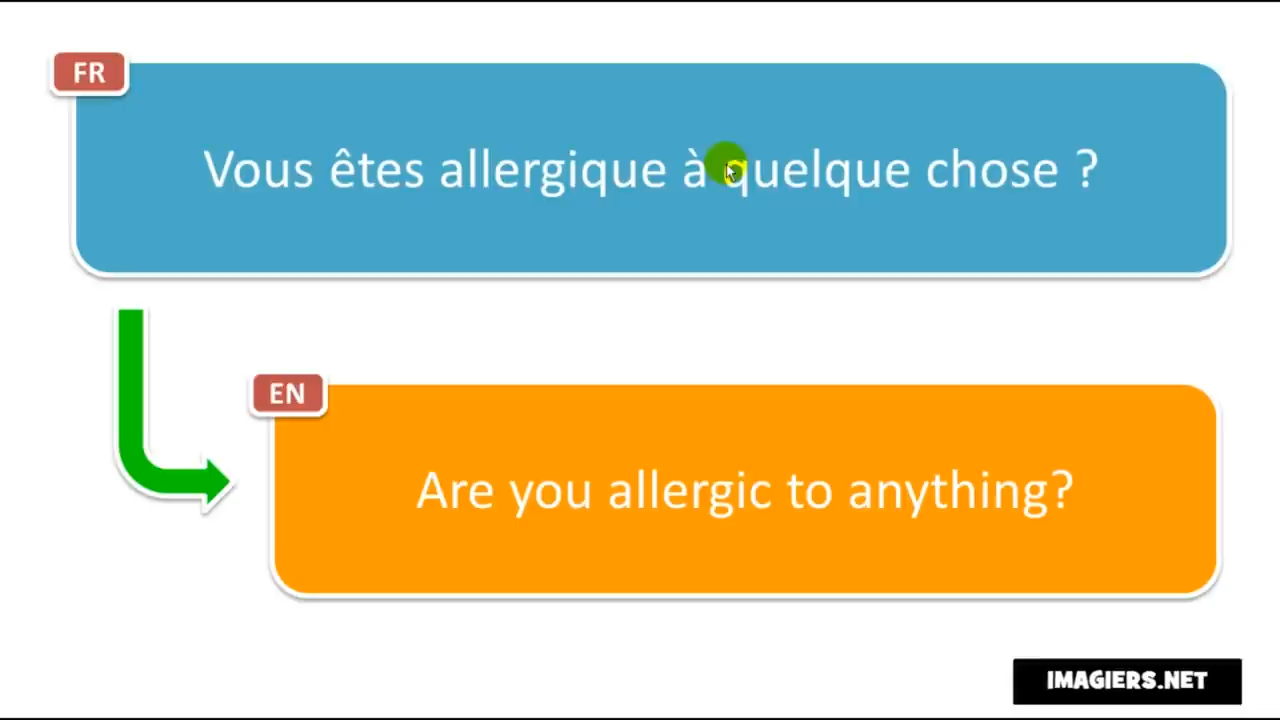 FR
Vous êtes allergique à quelque chose ?
EN
Are you allergic to anything?
IMAGIERS.NET